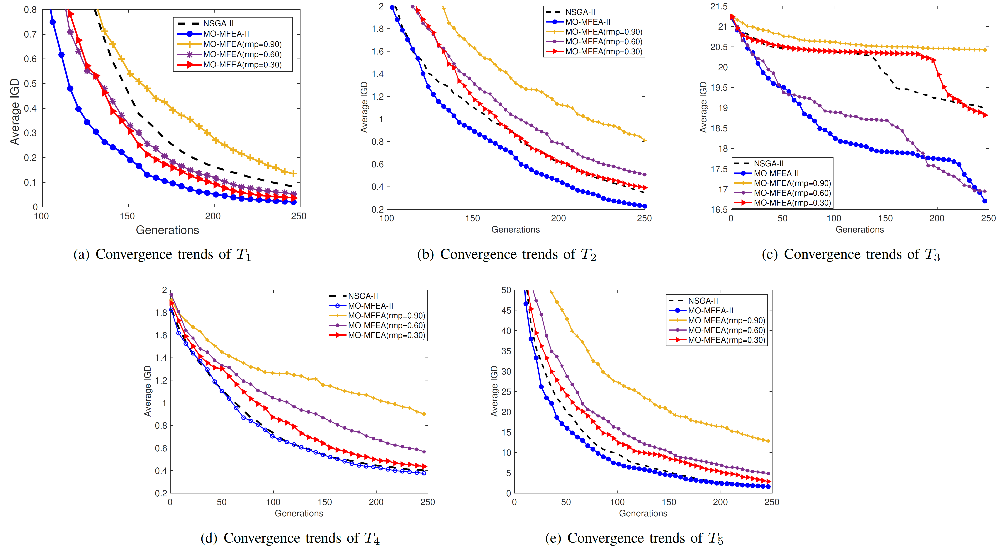 0.8
0.7
0.6
0.5
0.4
0.3
0.2
0.1
0
Average IGD
NSGA-II
MO-MFEA-II
MO-MFEA(rmp=0.90)
MO-MFEA(rmp=0.60)
MO-MFEA(rmp=0.30)
100 150 200 250
Generations
(a) Convergence trends of T1
2
1.8
1.6
1.4
1.2
1
0.8
0.6
0.4
0.2
Average IGD
NSGA-II
MO-MFEA-II
MO-MFEA(rmp=0.90)
MO-MFEA(rmp=0.60)
MO-MFEA(rmp=0.30)
100 150 200 250
Generations
(b) Convergence trends of T2
21.5
21
20.5
20
19.5
19
18.5
18
17.5
17
16.5
Average IGD
NSGA-II
MO-MFEA-II
MO-MFEA(rmp=0.90)
MO-MFEA(rmp=0.60)
MO-MFEA(rmp=0.30)
0 50 100 150 200 250
Generations
(c) Convergence trends of T3
2
1.8
1.6
1.4
1.2
1
0.8
0.6
0.4
0.2
Average IGD
NSGA-II
MO-MFEA-II
MO-MFEA(rmp=0.90)
MO-MFEA(rmp=0.60)
MO-MFEA(rmp=0.30)
0 50 100 150 200 250
Generations
(d) Convergence trends of T4
50
45
40
35
30
25
20
15
10
5
0
Average IGD
NSGA-II
MO-MFEA-II
MO-MFEA(rmp=0.90)
MO-MFEA(rmp=0.60)
MO-MFEA(rmp=0.30)
0 50 100 150 200 250
Generations
(e) Convergence trends of T5